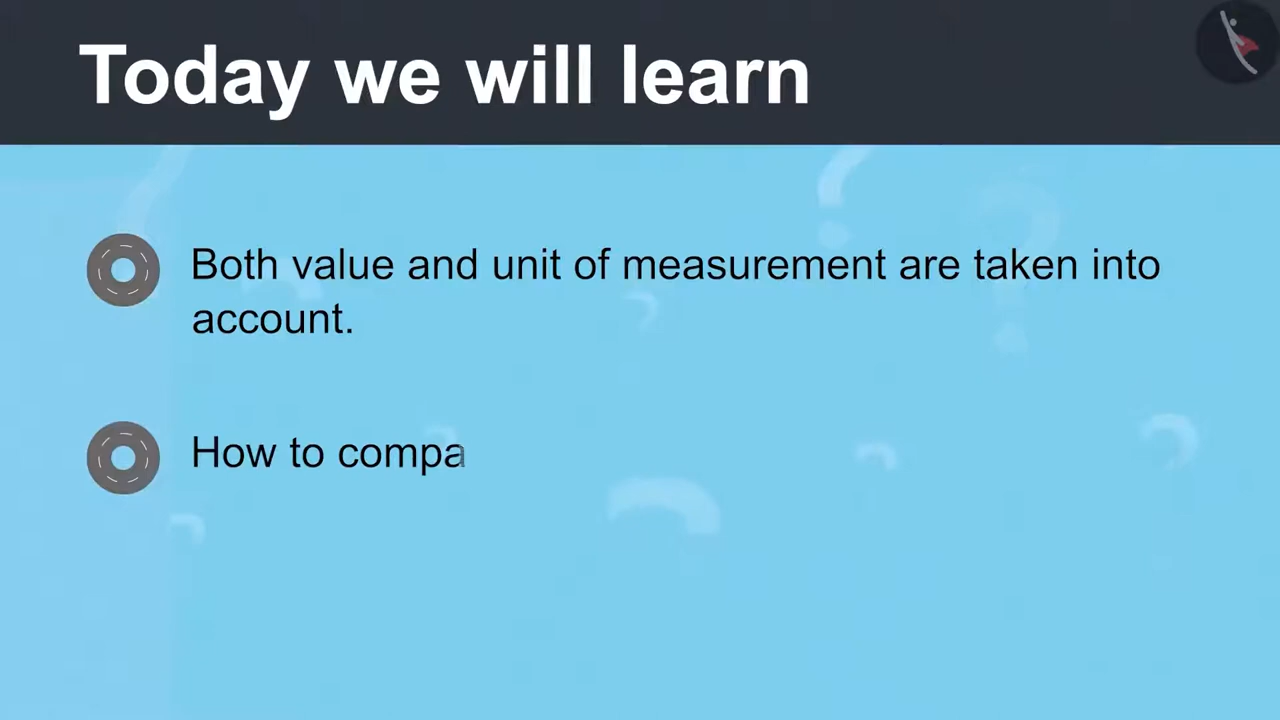 Today we will learn
Both value and unit of measurement are taken into
account.
How to compa